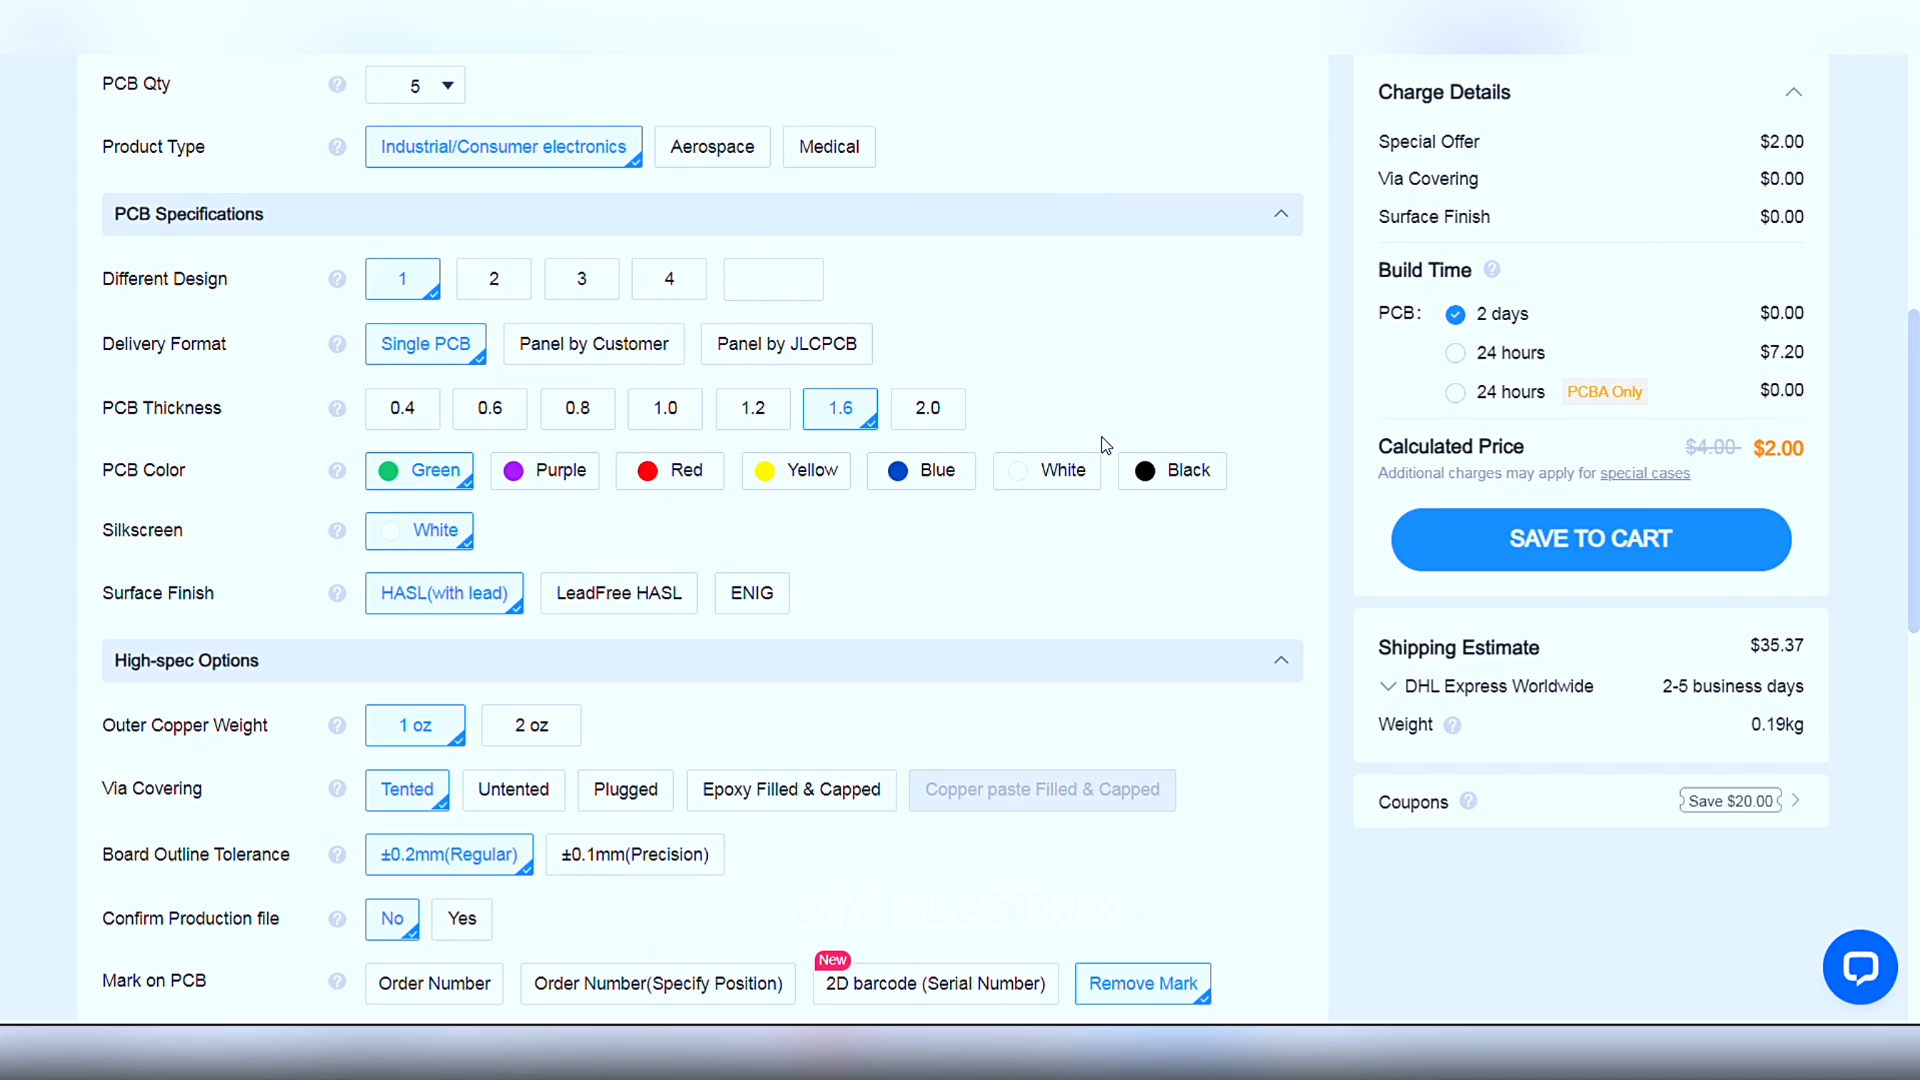 PCB Qty 5
Product Type Industrial/Consumer electronics Aerospace Medical
PCB Specifications
Different Design 1 2 3 4
Delivery Format Single PCB Panel by Customer Panel by JLCPCB
PCB Thickness 0.4 0.6 0.8 1.0 1.2 1.6 2.0
PCB Color Green Purple Red Yellow Blue White Black
Silkscreen White
Surface Finish HASL(with lead) LeadFree HASL ENIG
High-spec Options
Outer Copper Weight 1 oz 2 oz
Via Covering Tented Untented Plugged Epoxy Filled & Capped Copper paste Filled & Capped
Board Outline Tolerance ±0.2mm(Regular) ±0.1mm(Precision)
Confirm Production file No Yes
New
Mark on PCB Order Number Order Number(Specify Position) 2D barcode (Serial Number) Remove Mark
Charge Details
Special Offer $2.00
Via Covering $0.00
Surface Finish $0.00
Build Time
PCB: 2 days $0.00
24 hours $7.20
24 hours PCBA Only $0.00
Calculated Price $4.00 $2.00
Additional charges may apply for special cases
SAVE TO CART
Shipping Estimate $35.37
DHL Express Worldwide 2-5 business days
Weight 0.19kg
Coupons Save $20.00